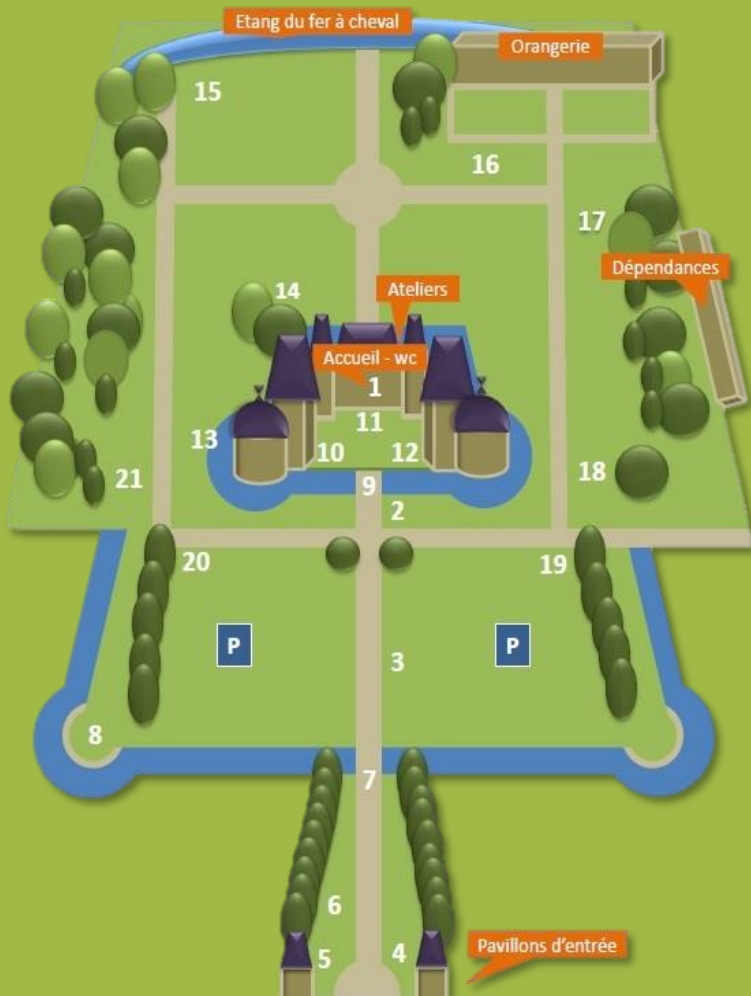 Etang du fer à cheval
Orangerie
15
16
17
Dépendances
14
Ateliers
Accueil - wc
1
11
13
10
12
18
21
9
2
20
19
P
P
3
8
7
6
5
4
Pavillons d'entrée